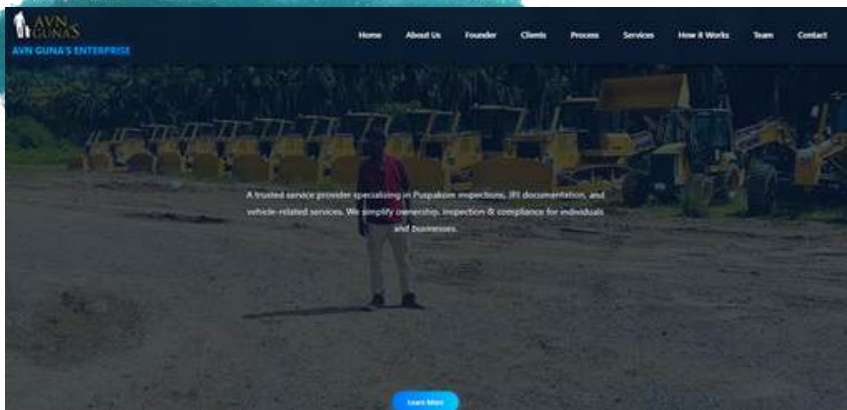 AVN
GUNA'S
AVN GUNA'S ENTERPRISE
Home About Us Founder Clients Process Services How it Works Team Contact
A trusted service provider specializing in Puspakom inspections, JPJ documentation, and
vehicle-related services. We simplify ownership, inspection & compliance for individuals
and businesses.
Learn More